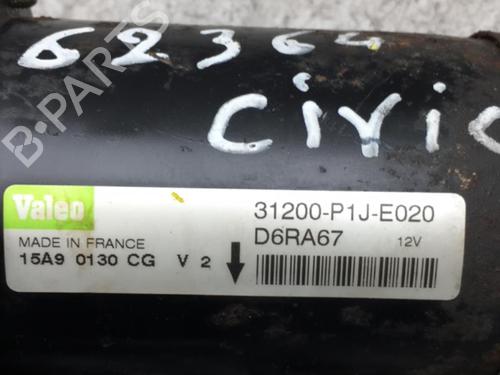 62364
Civic
B-PARTS
Valeo
31200-P1J-E020
MADE IN FRANCE
D6RA67 12V
15A9 0130 CG V 2